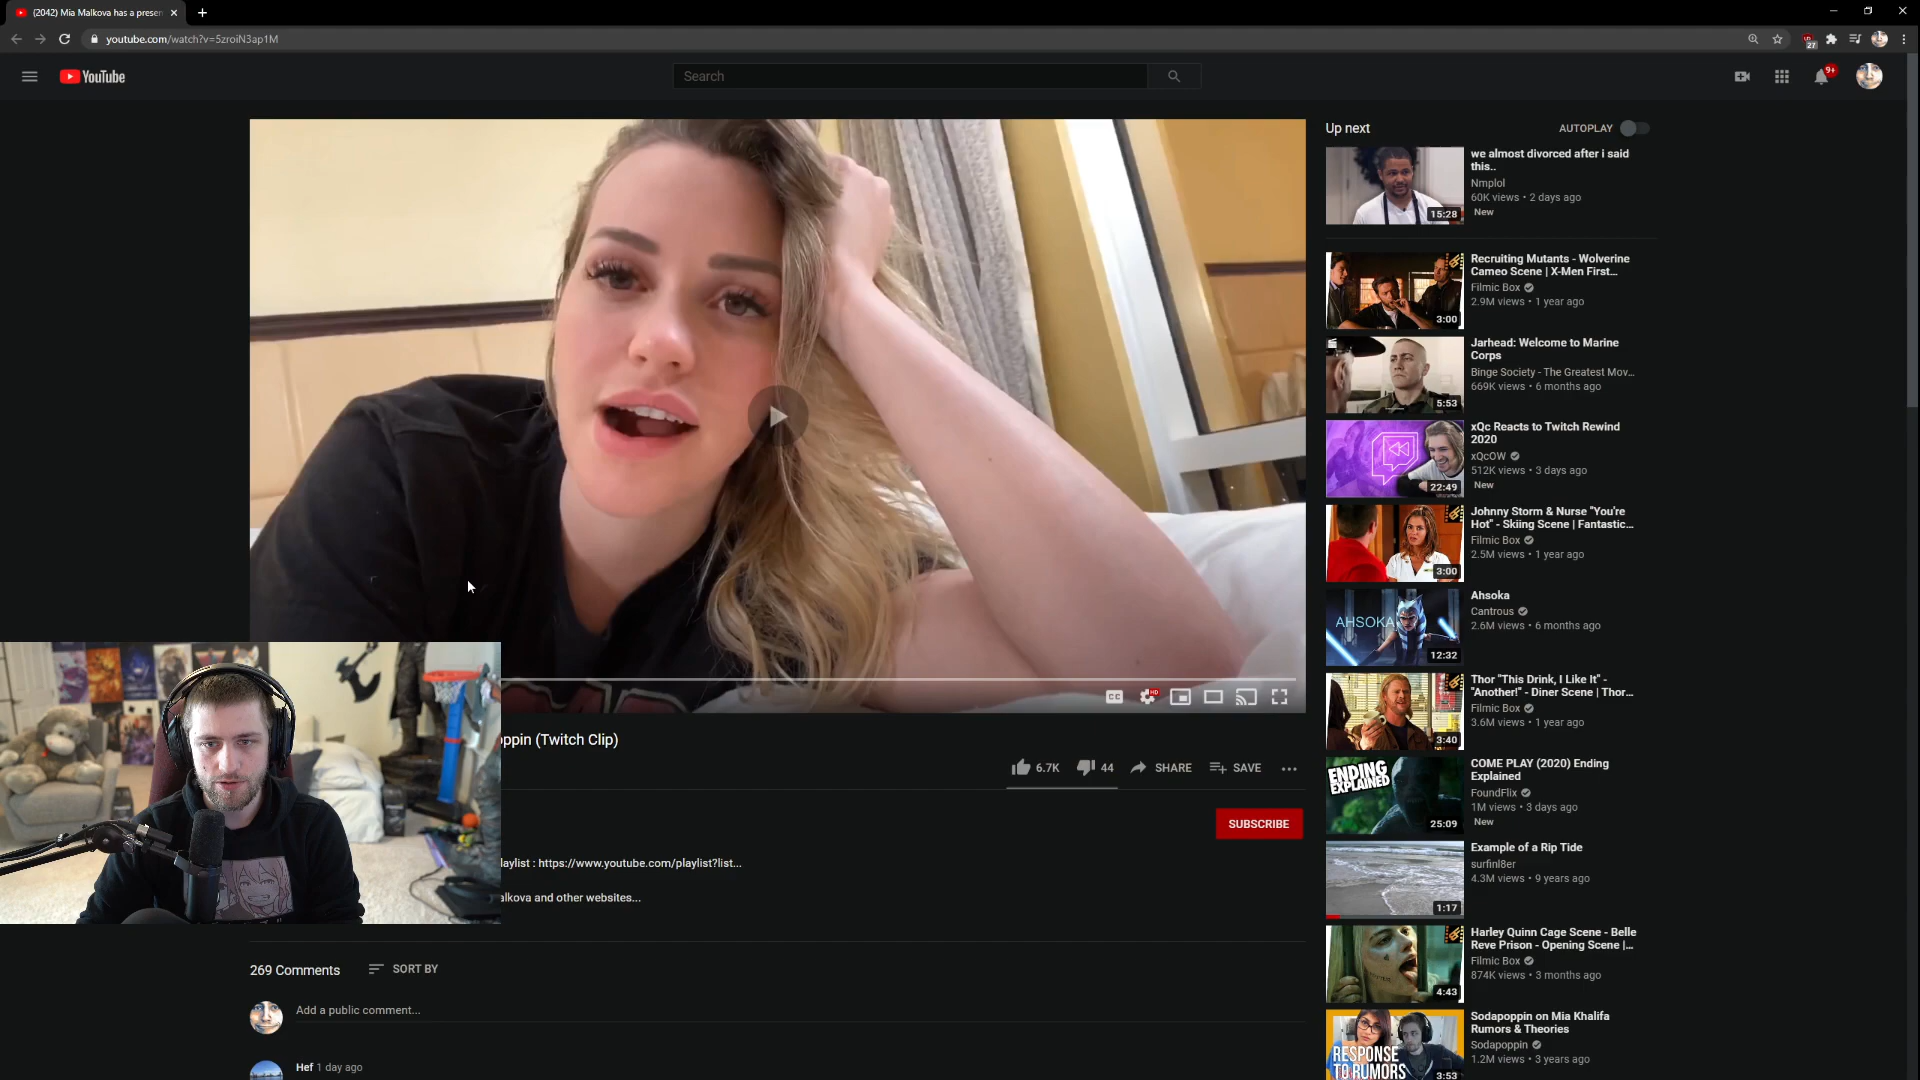 (2042) Mia Malkova has a presen
youtube.com/watch?v=5zroiN3ap1M
27
YouTube
Search
9+
ppin (Twitch Clip)
6.7K
44
SHARE
SAVE
SUBSCRIBE
laylist : https://www.youtube.com/playlist?list...
alkova and other websites...
269 Comments
SORT BY
Add a public comment...
Hef 1 day ago
Up next
AUTOPLAY
15:28
we almost divorced after i said
this..
Nmplol
60K views • 2 days ago
New
3:00
Recruiting Mutants - Wolverine
Cameo Scene | X-Men First...
Filmic Box
2.9M views • 1 year ago
5:53
Jarhead: Welcome to Marine
Corps
Binge Society - The Greatest Mov...
669K views • 6 months ago
22:49
xQc Reacts to Twitch Rewind
2020
xQcOW
512K views • 3 days ago
New
3:00
Johnny Storm & Nurse "You're
Hot" - Skiing Scene | Fantastic...
Filmic Box
2.5M views • 1 year ago
AHSOKA
12:32
Ahsoka
Cantrous
2.6M views • 6 months ago
3:40
Thor "This Drink, I Like It" -
"Another!" - Diner Scene | Thor...
Filmic Box
3.6M views • 1 year ago
ENDING
EXPLAINED
25:09
COME PLAY (2020) Ending
Explained
FoundFlix
1M views • 3 days ago
New
1:17
Example of a Rip Tide
surfinl8er
4.3M views • 9 years ago
4:43
Harley Quinn Cage Scene - Belle
Reve Prison - Opening Scene |...
Filmic Box
874K views • 3 months ago
RESPONSE
TO RUMORS
3:53
Sodapoppin on Mia Khalifa
Rumors & Theories
Sodapoppin
1.2M views • 3 years ago